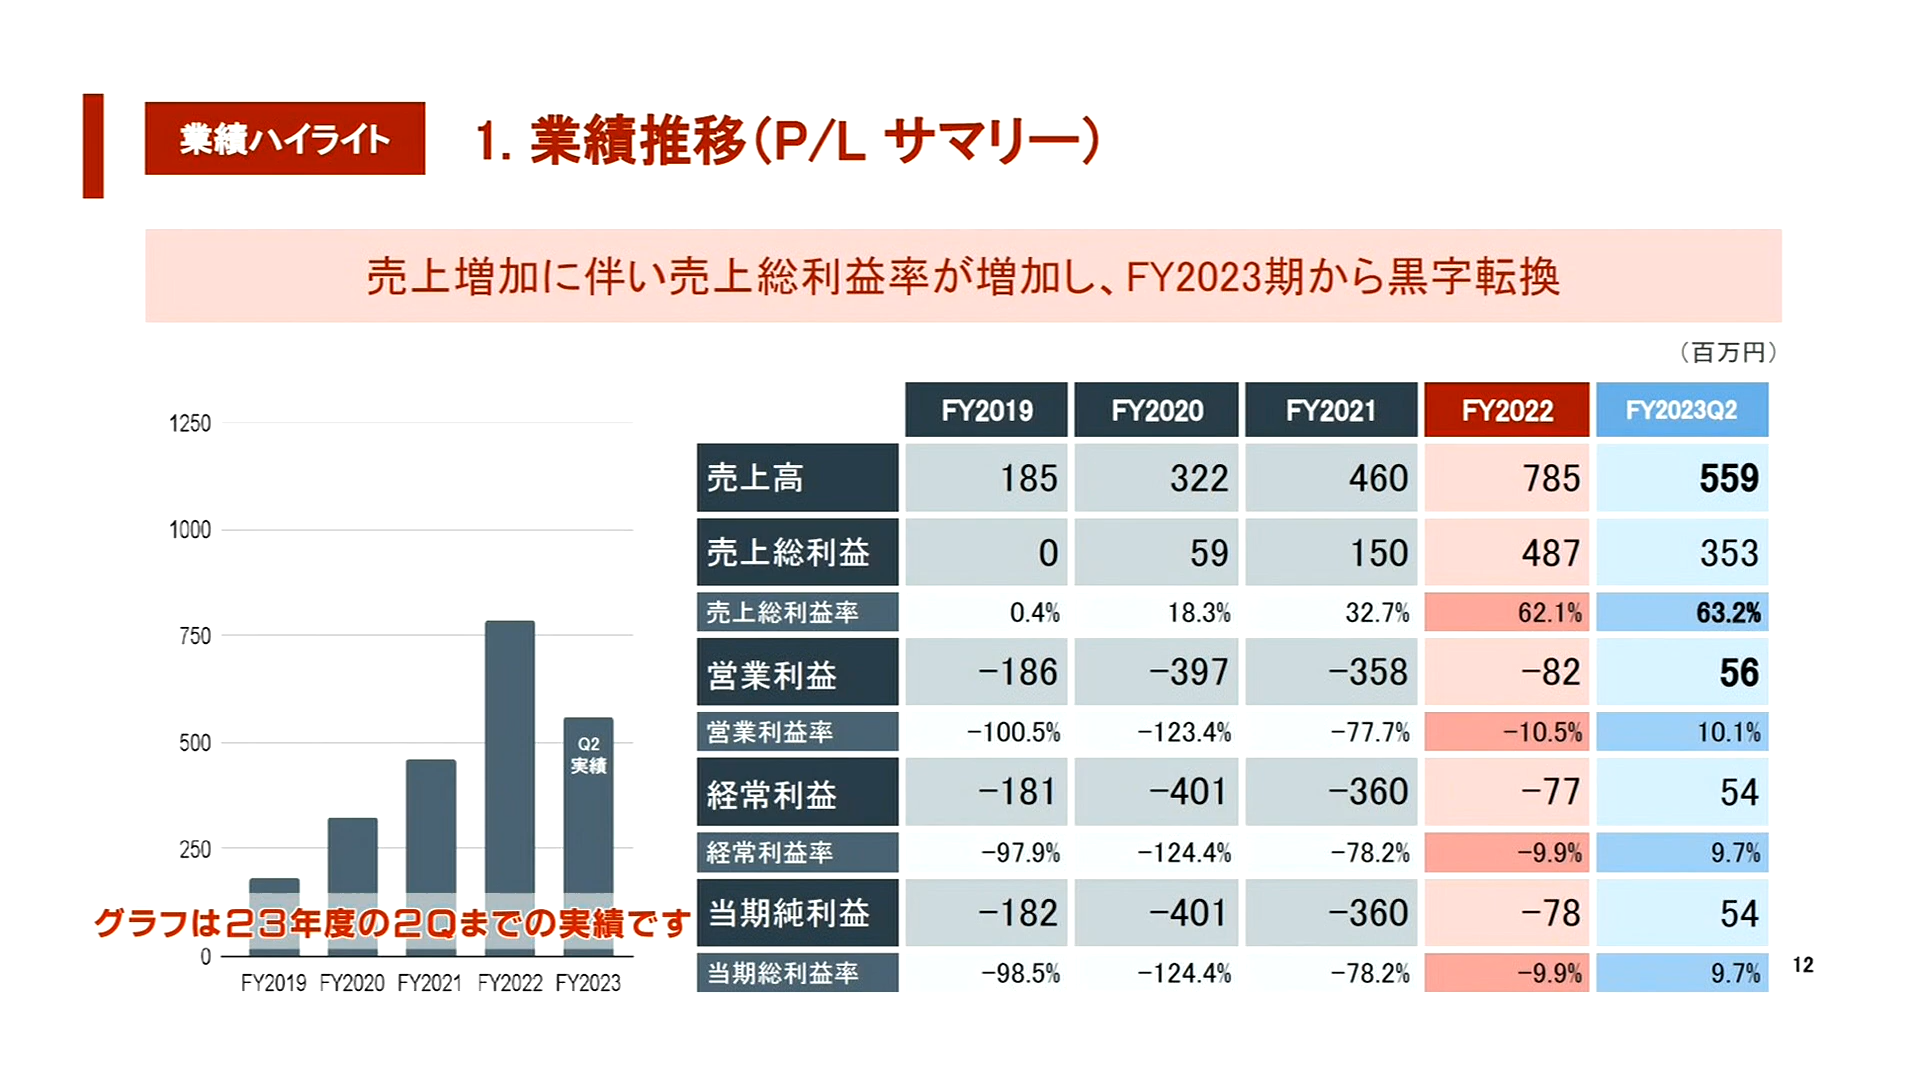 業績ハイライト
1. 業績推移（P/L サマリー）
売上増加に伴い売上総利益率が増加し、FY2023期から黒字転換
（百万円）
1250
1000
750
500
250
0
Q2
実績
FY2019 FY2020 FY2021 FY2022 FY2023
グラフは23年度の2Qまでの実績です
FY2019 FY2020 FY2021 FY2022 FY2023Q2
売上高 185 322 460 785 559
売上総利益 0 59 150 487 353
売上総利益率 0.4% 18.3% 32.7% 62.1% 63.2%
営業利益 -186 -397 -358 -82 56
営業利益率 -100.5% -123.4% -77.7% -10.5% 10.1%
経常利益 -181 -401 -360 -77 54
経常利益率 -97.9% -124.4% -78.2% -9.9% 9.7%
当期純利益 -182 -401 -360 -78 54
当期総利益率 -98.5% -124.4% -78.2% -9.9% 9.7%
12